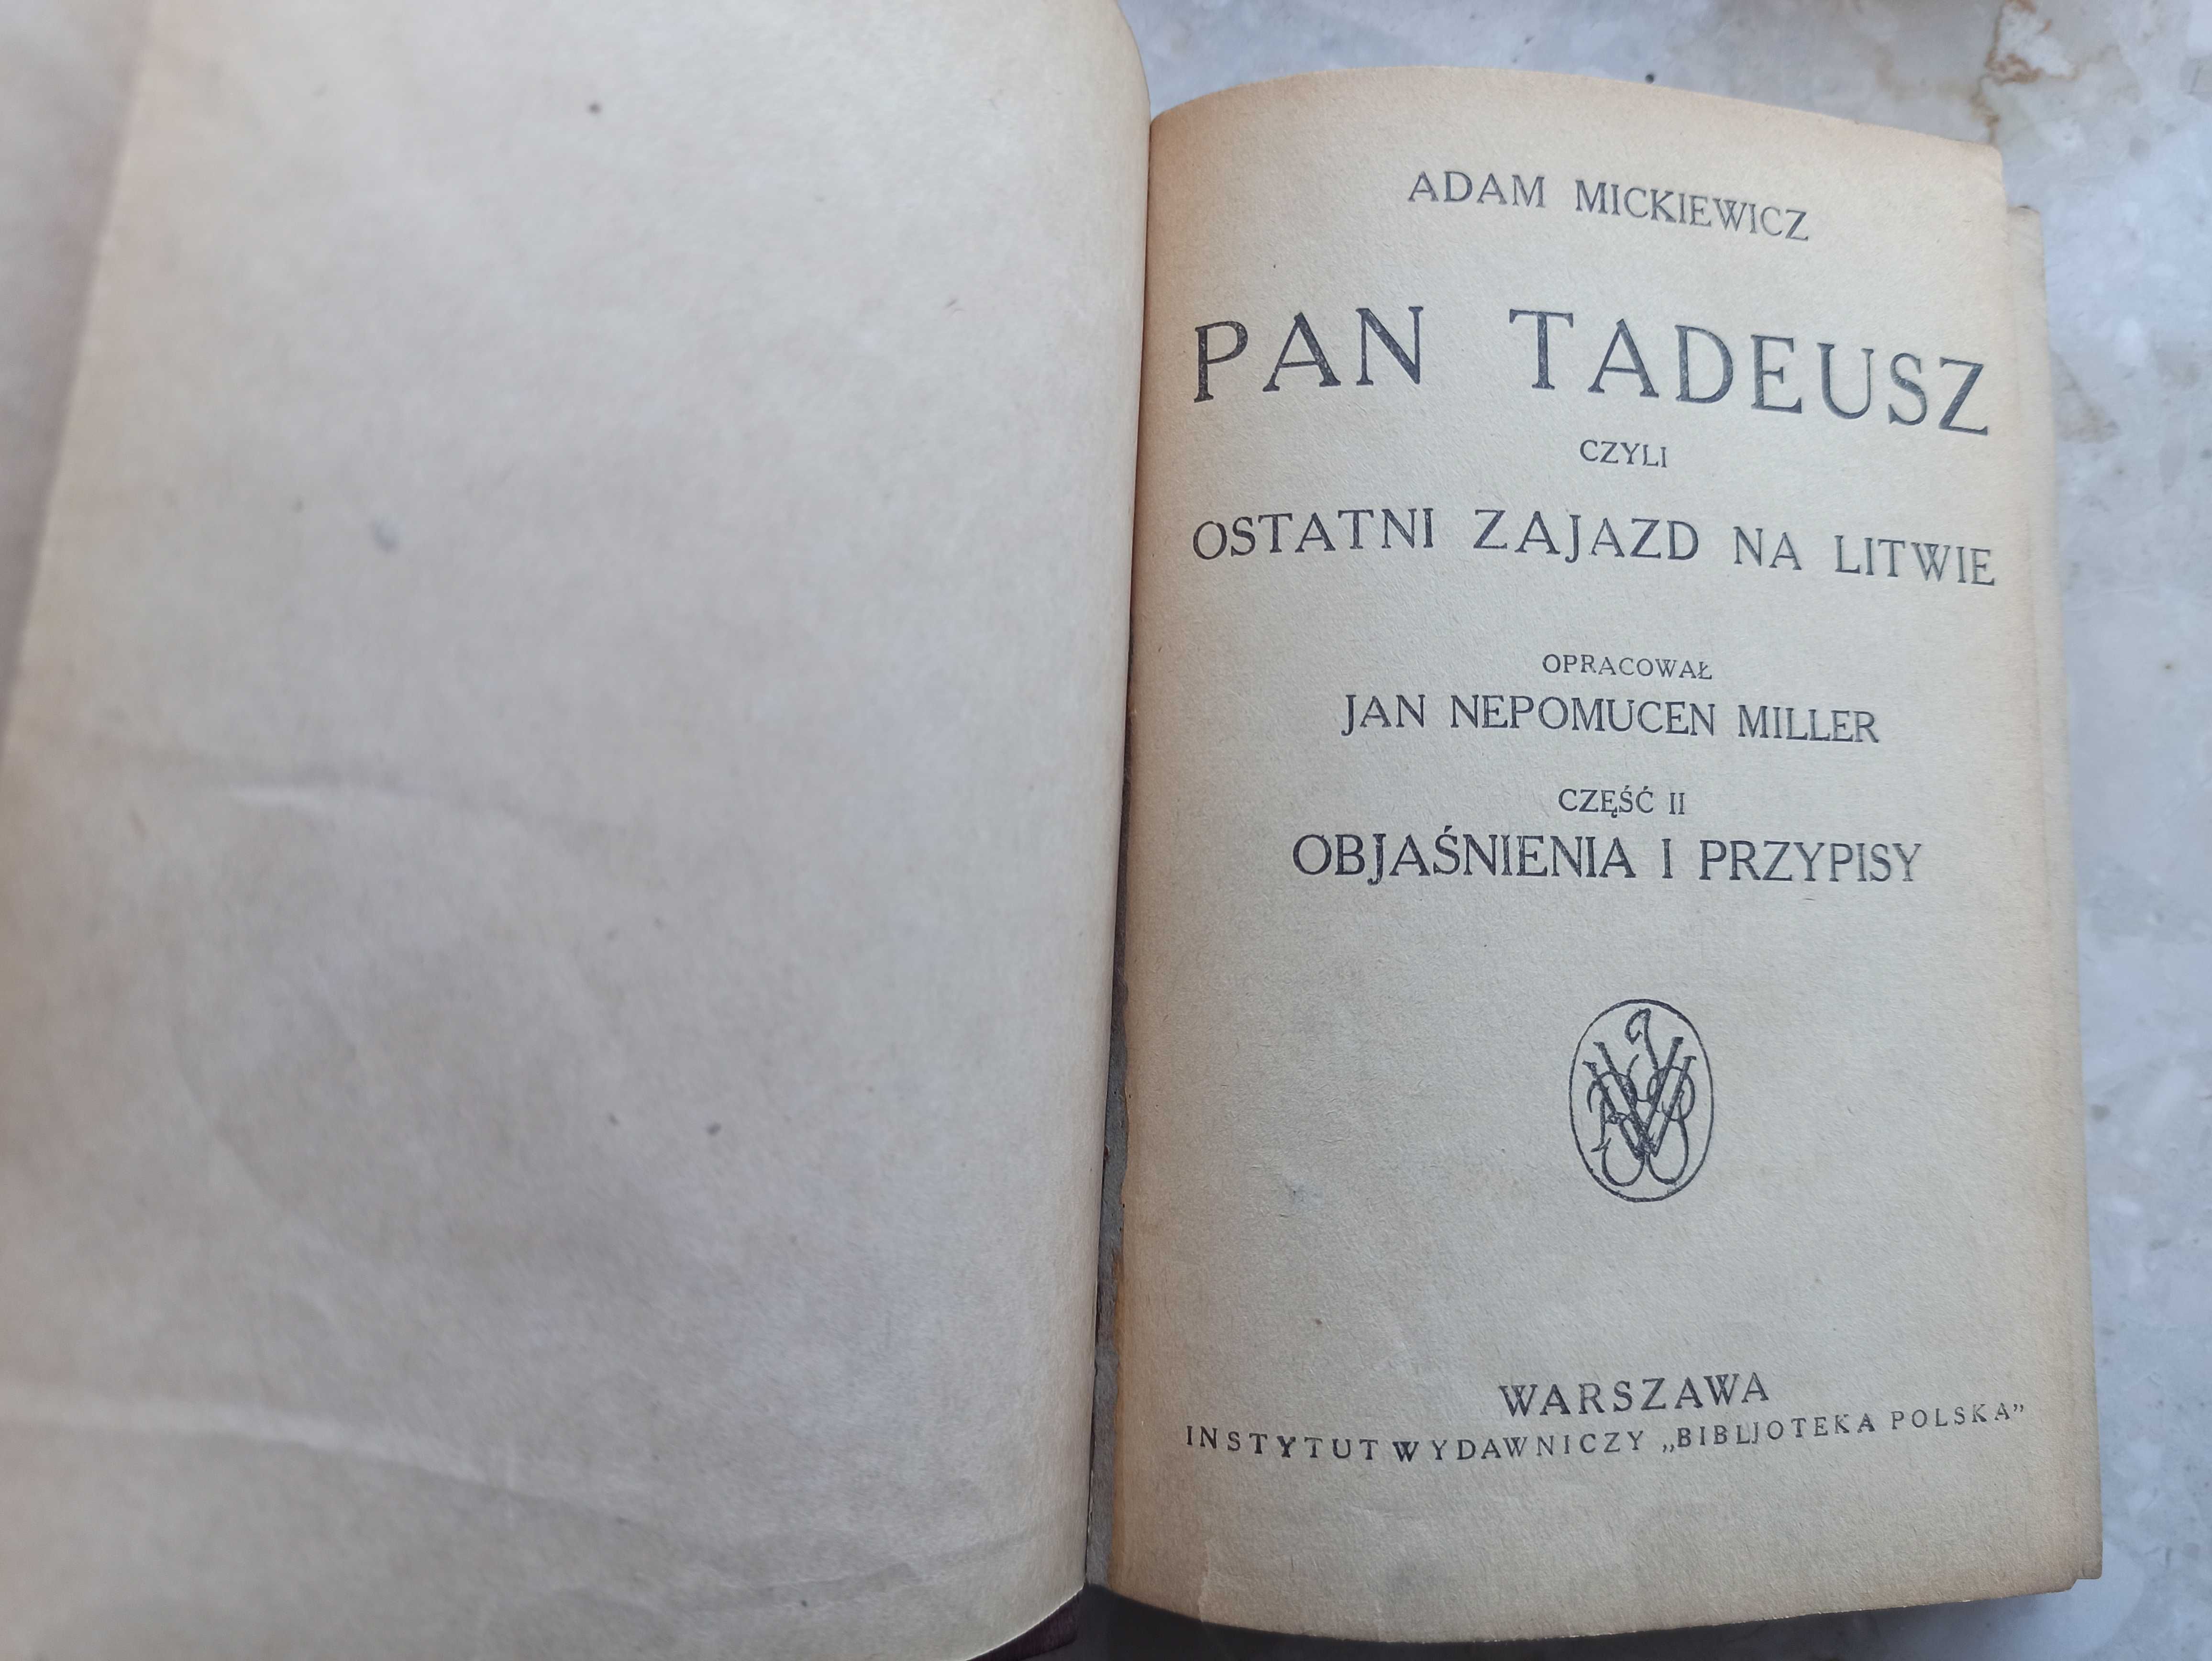 ADAM MICKIEWICZ
PAN TADEUSZ
CZYLI
OSTATNI ZAJAZD NA LITWIE
OPRACOWAŁ
JAN NEPOMUCEN MILLER
CZĘŚĆ II
OBJAŚNIENIA I PRZYPISY
WARSZAWA
INSTYTUT WYDAWNICZY „BIBLJOTEKA POLSKA”